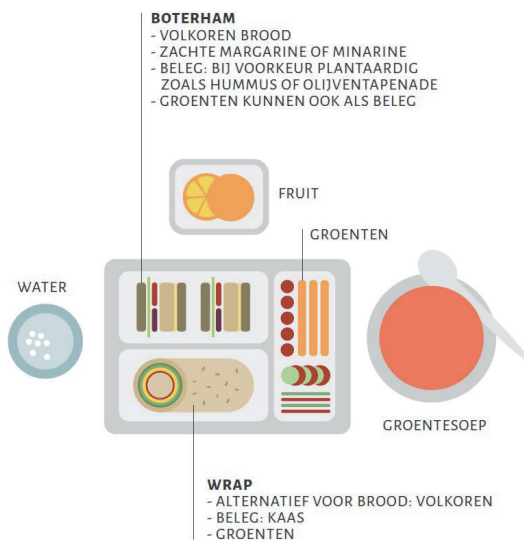 BOTERHAM
- VOLKOREN BROOD
- ZACHTE MARGARINE OF MINARINE
- BELEG: BIJ VOORKEUR PLANTAARDIG
ZOALS HUMMUS OF OLIJVENTAPENADE
- GROENTEN KUNNEN OOK ALS BELEG
FRUIT
GROENTEN
WATER
GROENTESOEP
WRAP
- ALTERNATIEF VOOR BROOD: VOLKOREN
- BELEG: KAAS
- GROENTEN